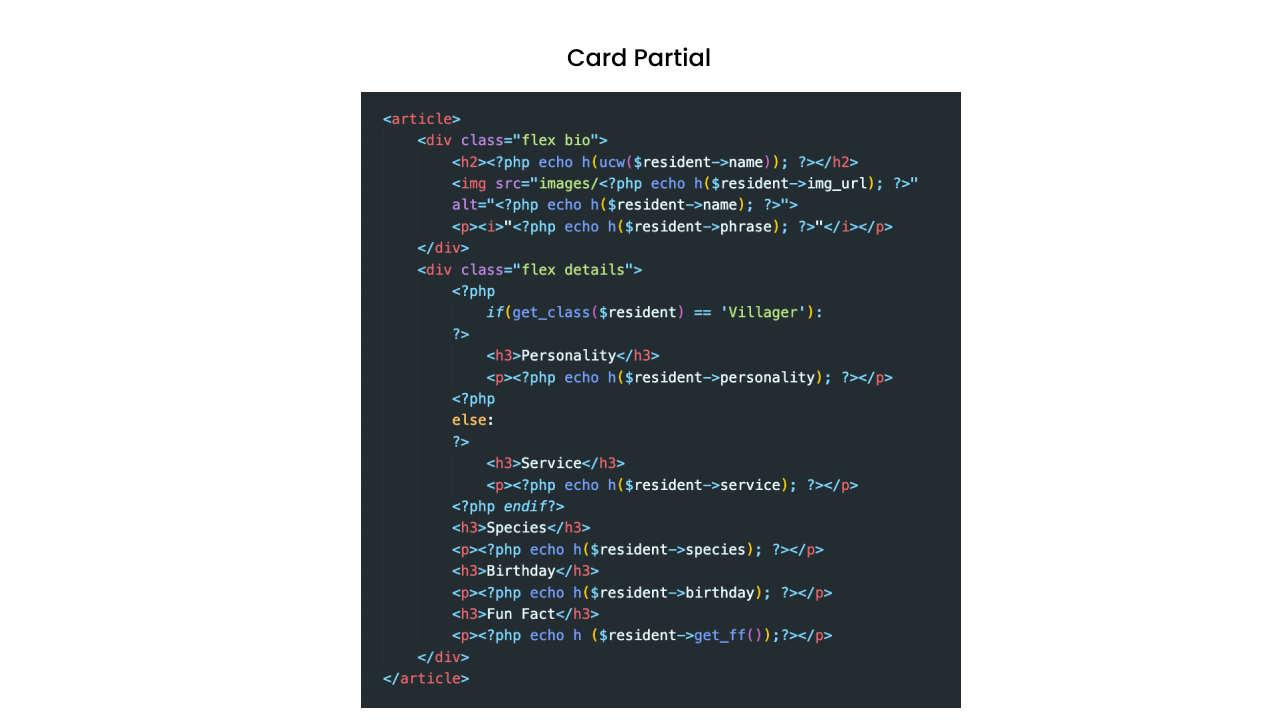 Card Partial
<article>
    <div class="flex bio">
        <h2><?php echo h(ucw($resident->name)); ?></h2>
        <img src="images/<?php echo h($resident->img_url); ?>"
        alt="<?php echo h($resident->name); ?>">
        <p><i>"<?php echo h($resident->phrase); ?>"</i></p>
    </div>
    <div class="flex details">
        <?php
            if(get_class($resident) == 'Villager'):
        ?>
            <h3>Personality</h3>
            <p><?php echo h($resident->personality); ?></p>
        <?php
        else:
        ?>
            <h3>Service</h3>
            <p><?php echo h($resident->service); ?></p>
        <?php endif?>
        <h3>Species</h3>
        <p><?php echo h($resident->species); ?></p>
        <h3>Birthday</h3>
        <p><?php echo h($resident->birthday); ?></p>
        <h3>Fun Fact</h3>
        <p><?php echo h ($resident->get_ff());?></p>
    </div>
</article>